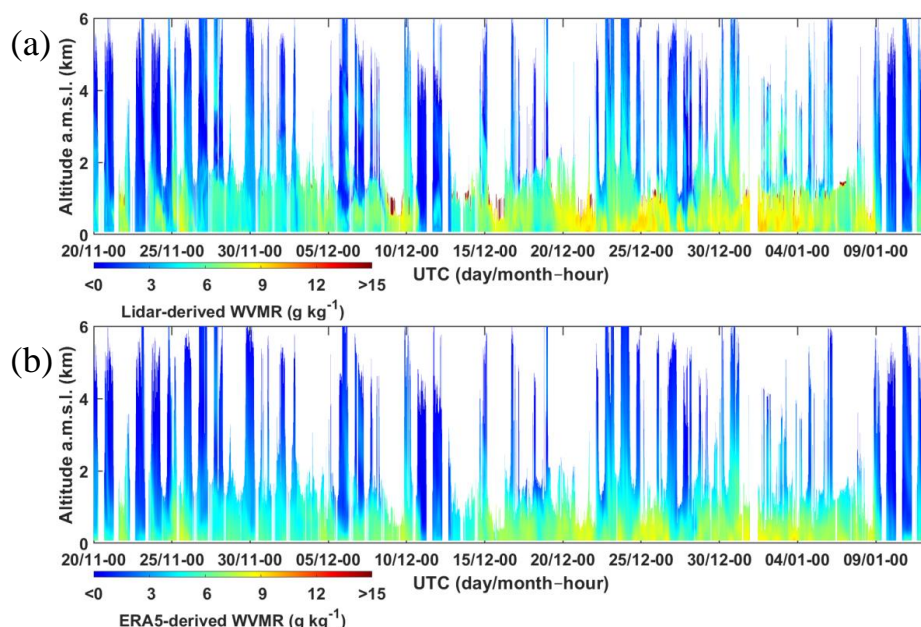 (a)
Altitude a.m.s.l. (km)
6
4
2
0
20/11-00 25/11-00 30/11-00 05/12-00 10/12-00 15/12-00 20/12-00 25/12-00 30/12-00 04/01-00 09/01-00
UTC (day/month−hour)
<0 3 6 9 12 >15
Lidar-derived WVMR (g kg⁻¹)
(b)
Altitude a.m.s.l. (km)
6
4
2
0
20/11-00 25/11-00 30/11-00 05/12-00 10/12-00 15/12-00 20/12-00 25/12-00 30/12-00 04/01-00 09/01-00
UTC (day/month−hour)
<0 3 6 9 12 >15
ERA5-derived WVMR (g kg⁻¹)